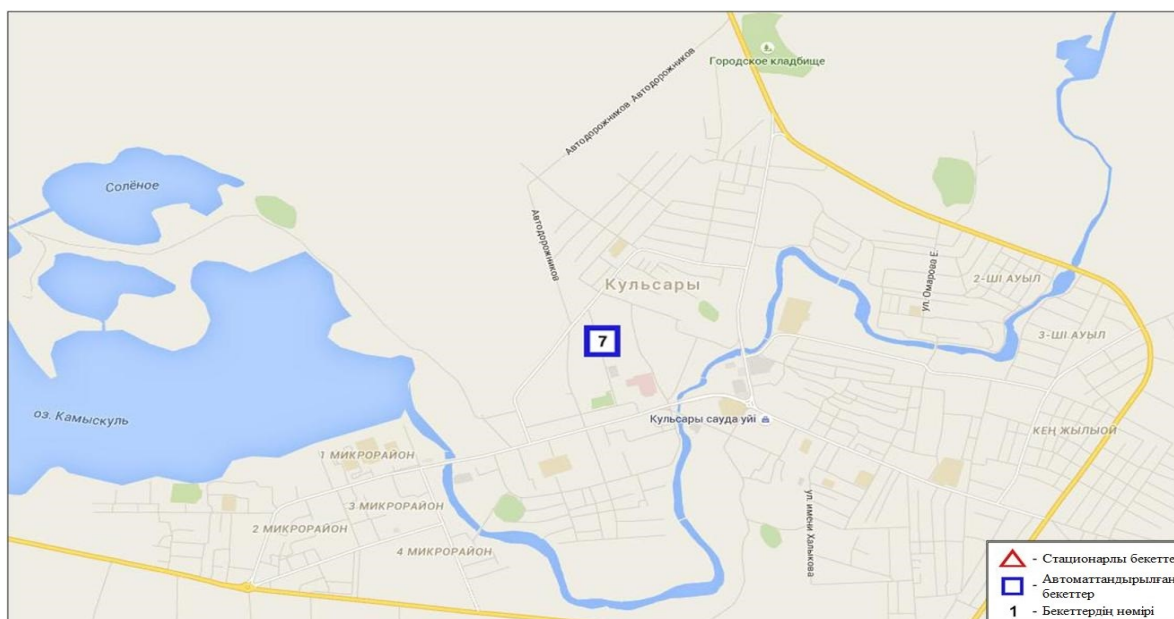 Городское кладбище
Автодорожников Автодорожников
Солёное
Автодорожников
ул. Омарова Е.
2-ШІ АУЫЛ
Кульсары
3-ШІ АУЫЛ
7
оз. Камыскуль
Кульсары сауда үйі
КЕҢ ЖЫЛЫОЙ
1 МИКРОРАЙОН
3 МИКРОРАЙОН
2 МИКРОРАЙОН
4 МИКРОРАЙОН
ул. имени Халыкова
- Стационарлы бекетте
- Автоматтандырылған
бекеттер
1 - Бекеттердің нөмірі